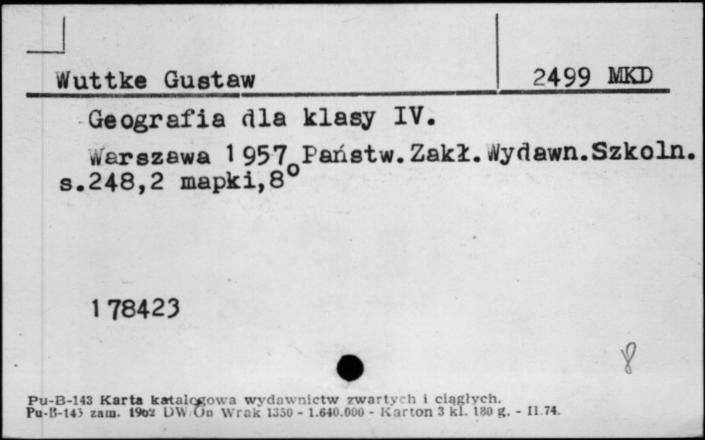 Wuttke Gustaw 2499 MKD
Geografia dla klasy IV.
Warszawa 1957 Państw.Zakł.Wydawn.Szkoln.
s.248,2 mapki,8°
178423
8
Pu-B-143 Karta katalogowa wydawnictw zwartych i ciągłych.
Pu-B-143 zam. 1902 DW On Wrak 1350 - 1.640.000 - Karton 3 kl. 180 g. - II.74.